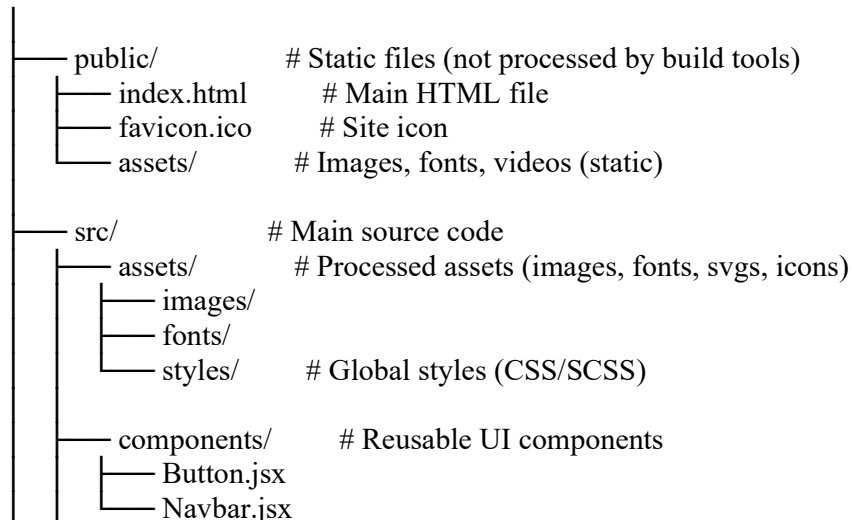 ├── public/ # Static files (not processed by build tools)
│ ├── index.html # Main HTML file
│ ├── favicon.ico # Site icon
│ └── assets/ # Images, fonts, videos (static)
├── src/ # Main source code
│ ├── assets/ # Processed assets (images, fonts, svgs, icons)
│ │ ├── images/
│ │ ├── fonts/
│ │ └── styles/ # Global styles (CSS/SCSS)
│ ├── components/ # Reusable UI components
│ │ ├── Button.jsx
│ │ └── Navbar.jsx